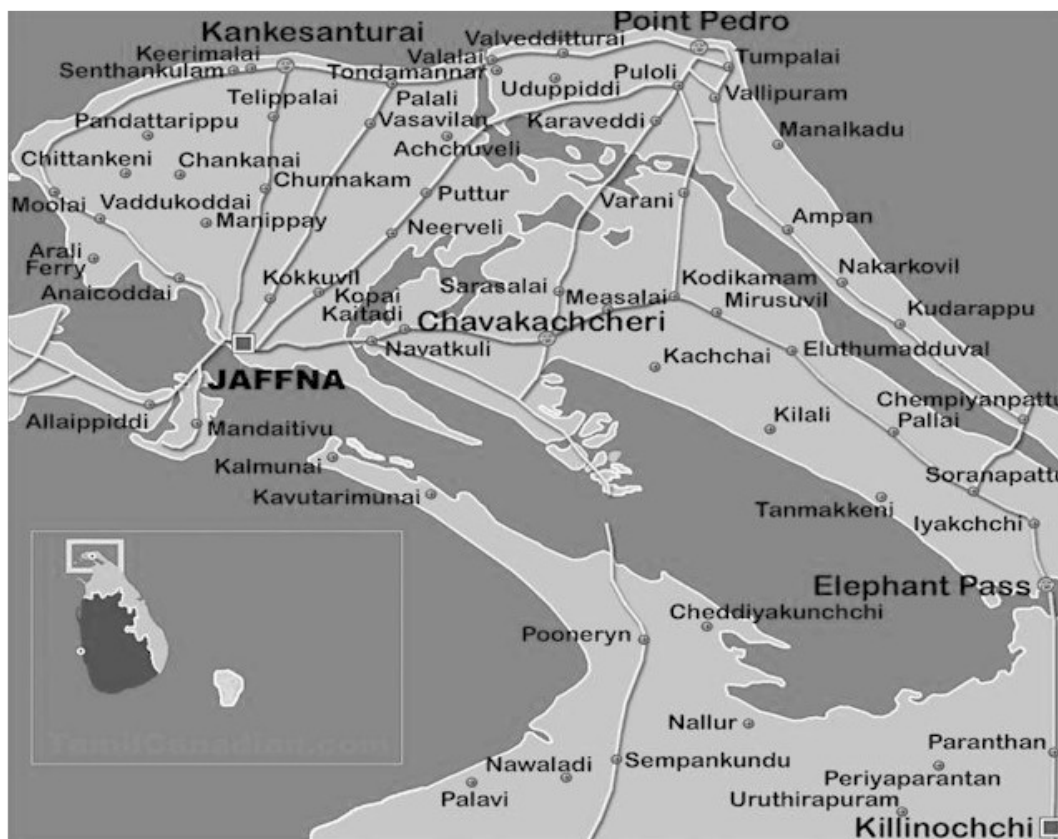 Point Pedro
Kankesanturai
Valvedditturai
Keerimalai
Valalai
Tumpalai
Senthankulam
Tondamannar
Puloli
Uduppiddi
Telippalai
Palali
Vallipuram
Pandattarippu
Vasavilan
Karaveddi
Manalkadu
Achchuveli
Chittankeni
Chankanai
Chunnakam
Puttur
Varani
Moolai
Vaddukoddai
Manippay
Neerveli
Ampan
Arali
Ferry
Anaicoddai
Kokkuvil
Kopai
Kaitadi
Sarasalai
Measalai
Kodikamam
Mirusuvil
Nakarkovil
Kudarappu
Chavakachcheri
Navatkuli
Kachchai
Eluthumadduval
JAFFNA
Allaippiddi
Mandaitivu
Kilali
Chempiyanpattu
Pallai
Kalmunai
Kavutarimunai
Soranapattu
Tanmakkeni
Iyakchchi
Elephant Pass
Cheddiyakunchchi
Pooneryn
Nallur
TamilCanadian.com
Paranthan
Sempankundu
Nawaladi
Periyaparantan
Palavi
Uruthirapuram
Killinochchi